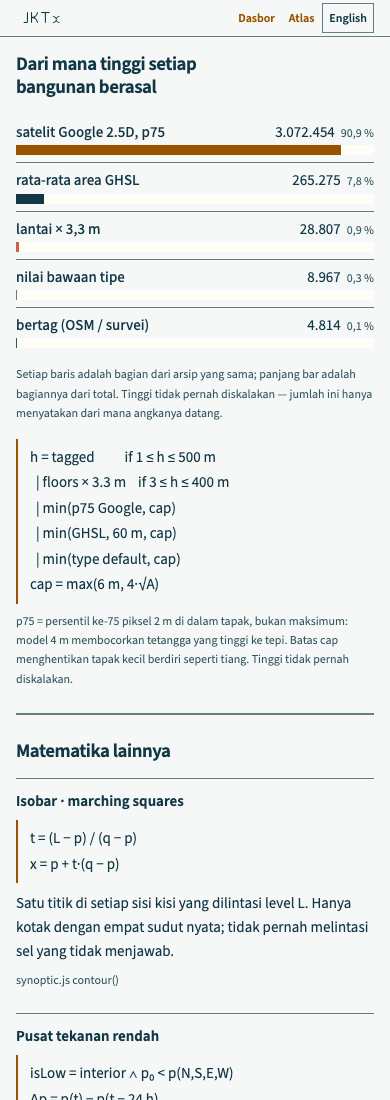 JKTx Dasbor Atlas English
Dari mana tinggi setiap
bangunan berasal
satelit Google 2.5D, p75 3.072.454 90,9 %
rata-rata area GHSL 265.275 7,8 %
lantai × 3,3 m 28.807 0,9 %
nilai bawaan tipe 8.967 0,3 %
bertag (OSM / survei) 4.814 0,1 %
Setiap baris adalah bagian dari arsip yang sama; panjang bar adalah
bagiannya dari total. Tinggi tidak pernah diskalakan — jumlah ini hanya
menyatakan dari mana angkanya datang.
h = tagged if 1 ≤ h ≤ 500 m
| floors × 3.3 m if 3 ≤ h ≤ 400 m
| min(p75 Google, cap)
| min(GHSL, 60 m, cap)
| min(type default, cap)
cap = max(6 m, 4·√A)
p75 = persentil ke-75 piksel 2 m di dalam tapak, bukan maksimum:
model 4 m membocorkan tetangga yang tinggi ke tepi. Batas cap
menghentikan tapak kecil berdiri seperti tiang. Tinggi tidak pernah
diskalakan.
Matematika lainnya
Isobar · marching squares
t = (L − p) / (q − p)
x = p + t·(q − p)
Satu titik di setiap sisi kisi yang dilintasi level L. Hanya
kotak dengan empat sudut nyata; tidak pernah melintasi
sel yang tidak menjawab.
synoptic.js contour()
Pusat tekanan rendah
isLow = interior ∧ p₀ < p(N,S,E,W)
Δp = p(t) − p(t − 24 h)